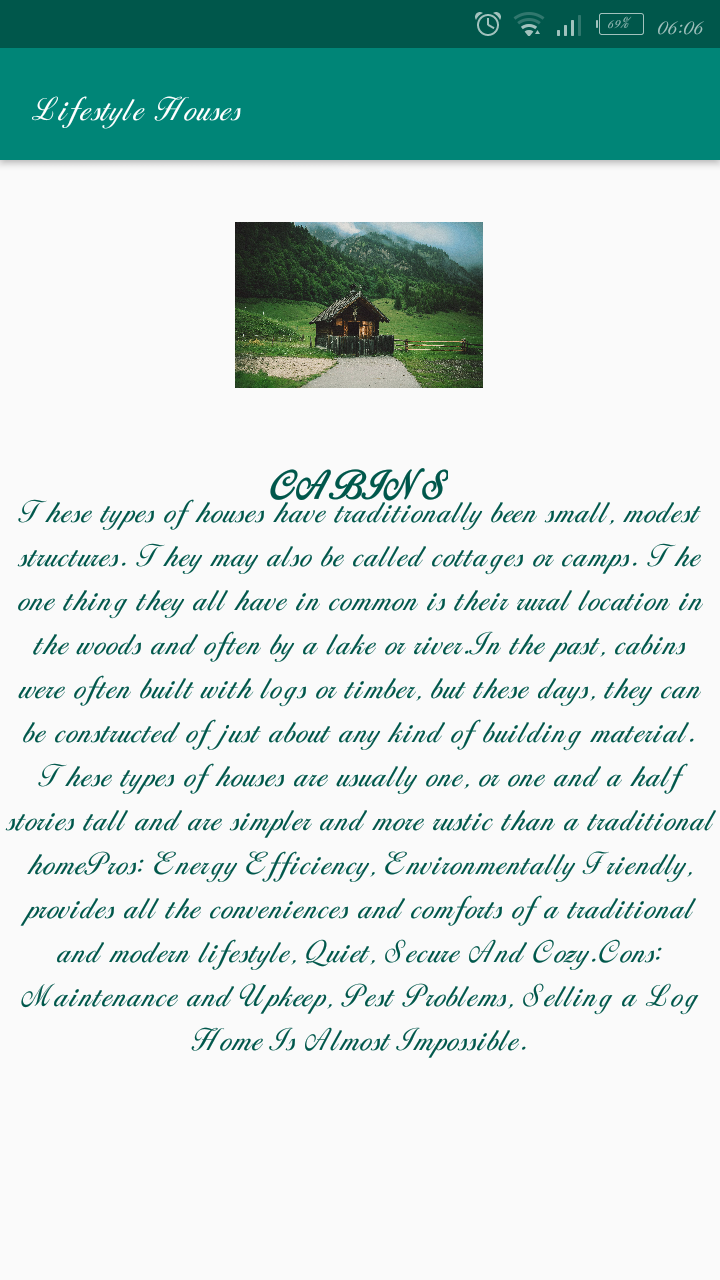 69%
06:06
Lifestyle Houses
CABINS
These types of houses have traditionally been small, modest
structures. They may also be called cottages or camps. The
one thing they all have in common is their rural location in
the woods and often by a lake or river.In the past, cabins
were often built with logs or timber, but these days, they can
be constructed of just about any kind of building material.
These types of houses are usually one, or one and a half
stories tall and are simpler and more rustic than a traditional
homePros: Energy Efficiency, Environmentally Friendly,
provides all the conveniences and comforts of a traditional
and modern lifestyle, Quiet, Secure And Cozy.Cons:
Maintenance and Upkeep, Pest Problems, Selling a Log
Home Is Almost Impossible.